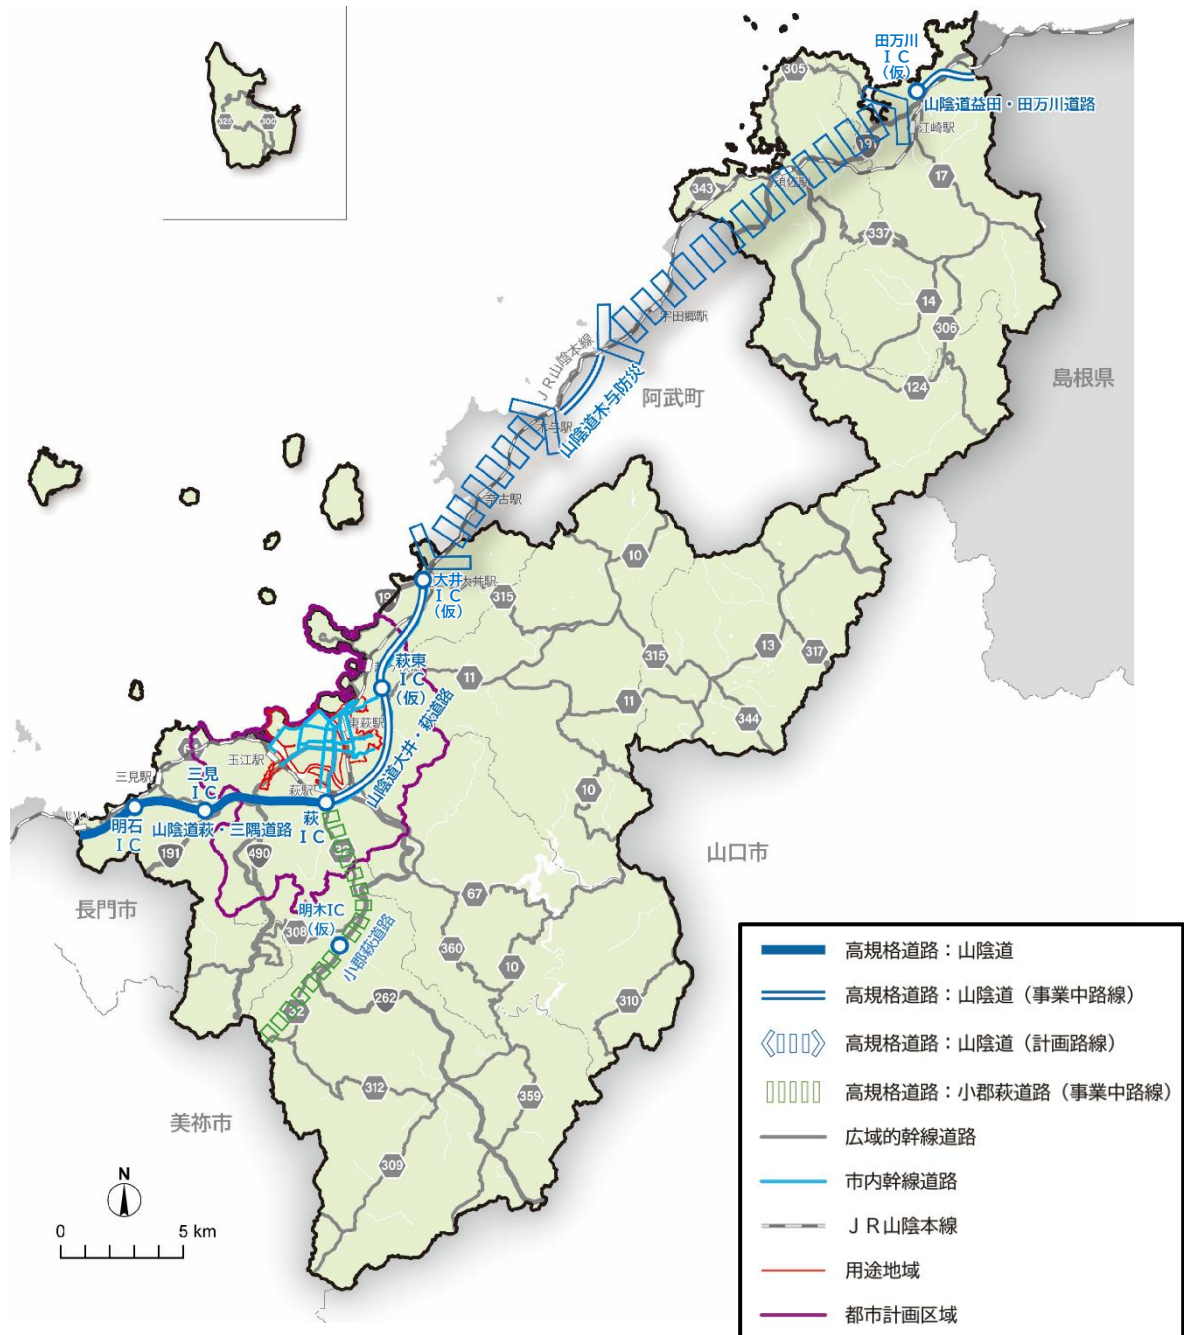 田万川
ＩＣ
（仮）
305
山陰道益田・田万川道路
325
300
江崎駅
191
17
須佐駅
343
337
14
306
宇田郷駅
ＪＲ山陰本線
島根県
124
阿武町
山陰道木与防災
木与駅
奈古駅
10
大井
ＩＣ
（仮）
大井駅
315
13
317
315
萩東
ＩＣ
（仮）
11
11
344
東萩駅
玉江駅
山陰道大井・萩道路
三見駅
三見
ＩＣ
萩駅
10
明石
ＩＣ
山陰道萩・三隅道路
萩
ＩＣ
191
490
32
山口市
67
長門市
明木IC
（仮）
308
小郡萩道路
360
10
262
310
32
312
359
美祢市
309
N
0
5 km
高規格道路：山陰道
高規格道路：山陰道（事業中路線）
高規格道路：山陰道（計画路線）
高規格道路：小郡萩道路（事業中路線）
広域的幹線道路
市内幹線道路
ＪＲ山陰本線
用途地域
都市計画区域